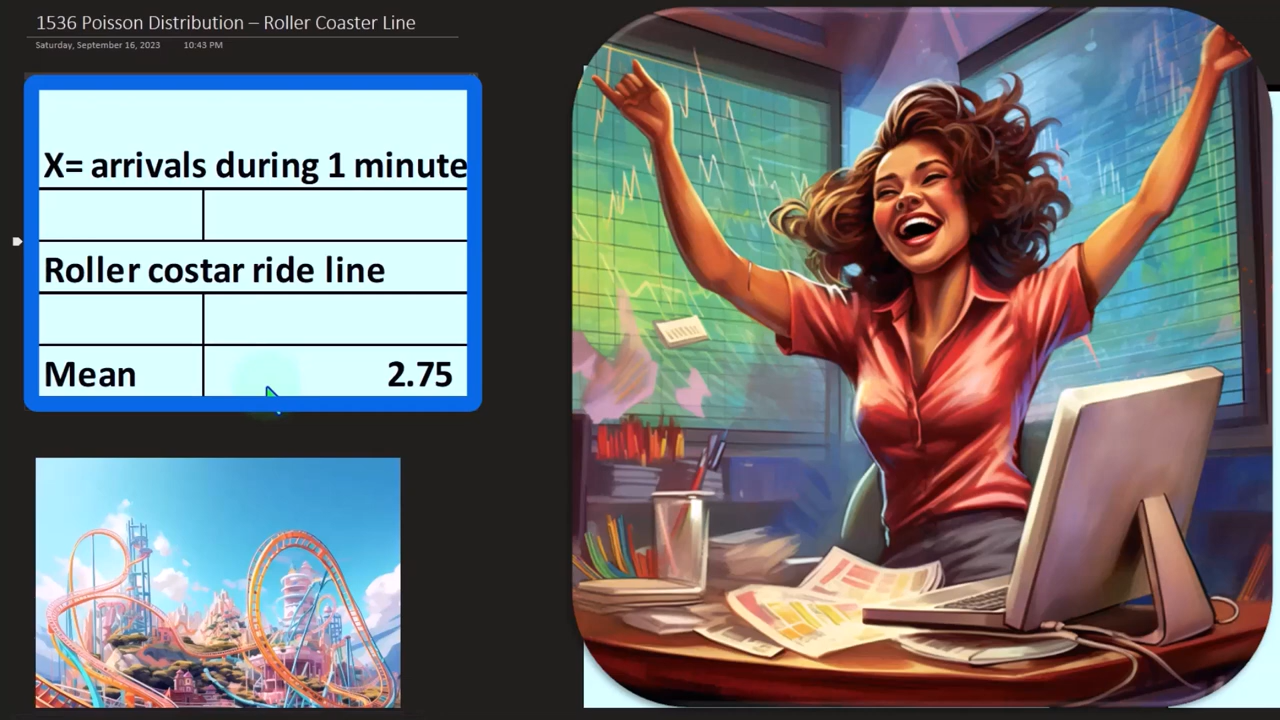 1536 Poisson Distribution – Roller Coaster Line
Saturday, September 16, 2023 10:43 PM
X= arrivals during 1 minute
Roller costar ride line
Mean 2.75